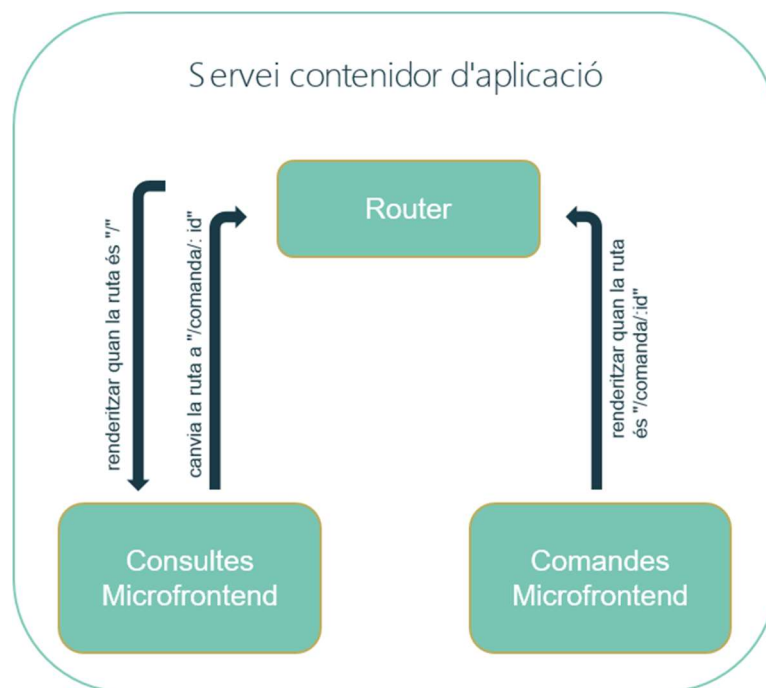 Servei contenidor d'aplicació
Router
renderitzar quan la ruta és "/"
canvia la ruta a "/comanda/: id"
renderitzar quan la ruta
és "/comanda/:id"
Consultes
Microfrontend
Comandes
Microfrontend